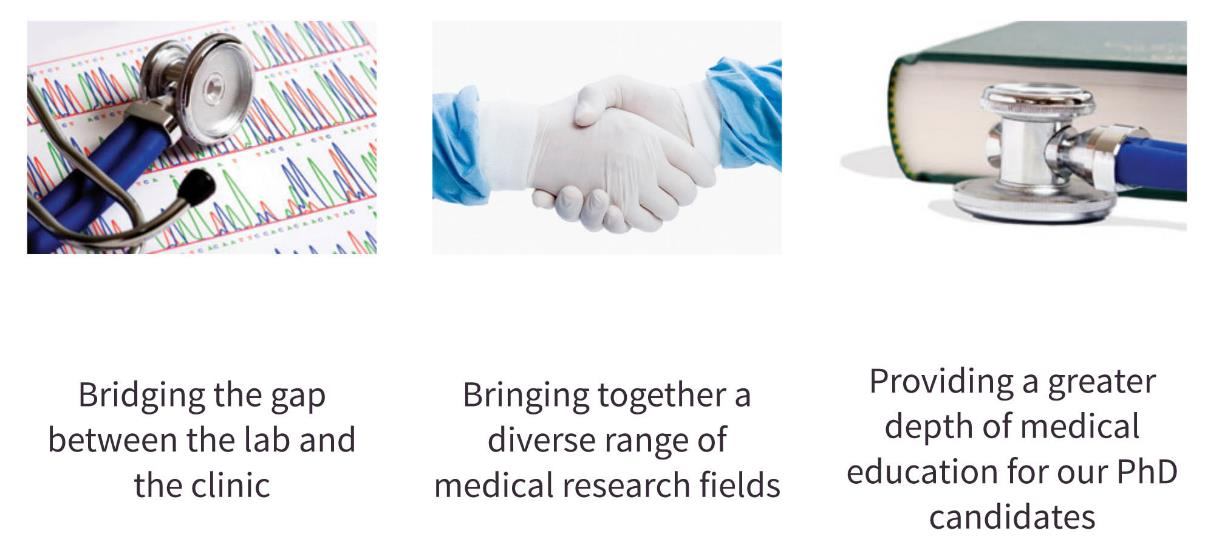 Bridging the gap
between the lab and
the clinic
Bringing together a
diverse range of
medical research fields
Providing a greater
depth of medical
education for our PhD
candidates